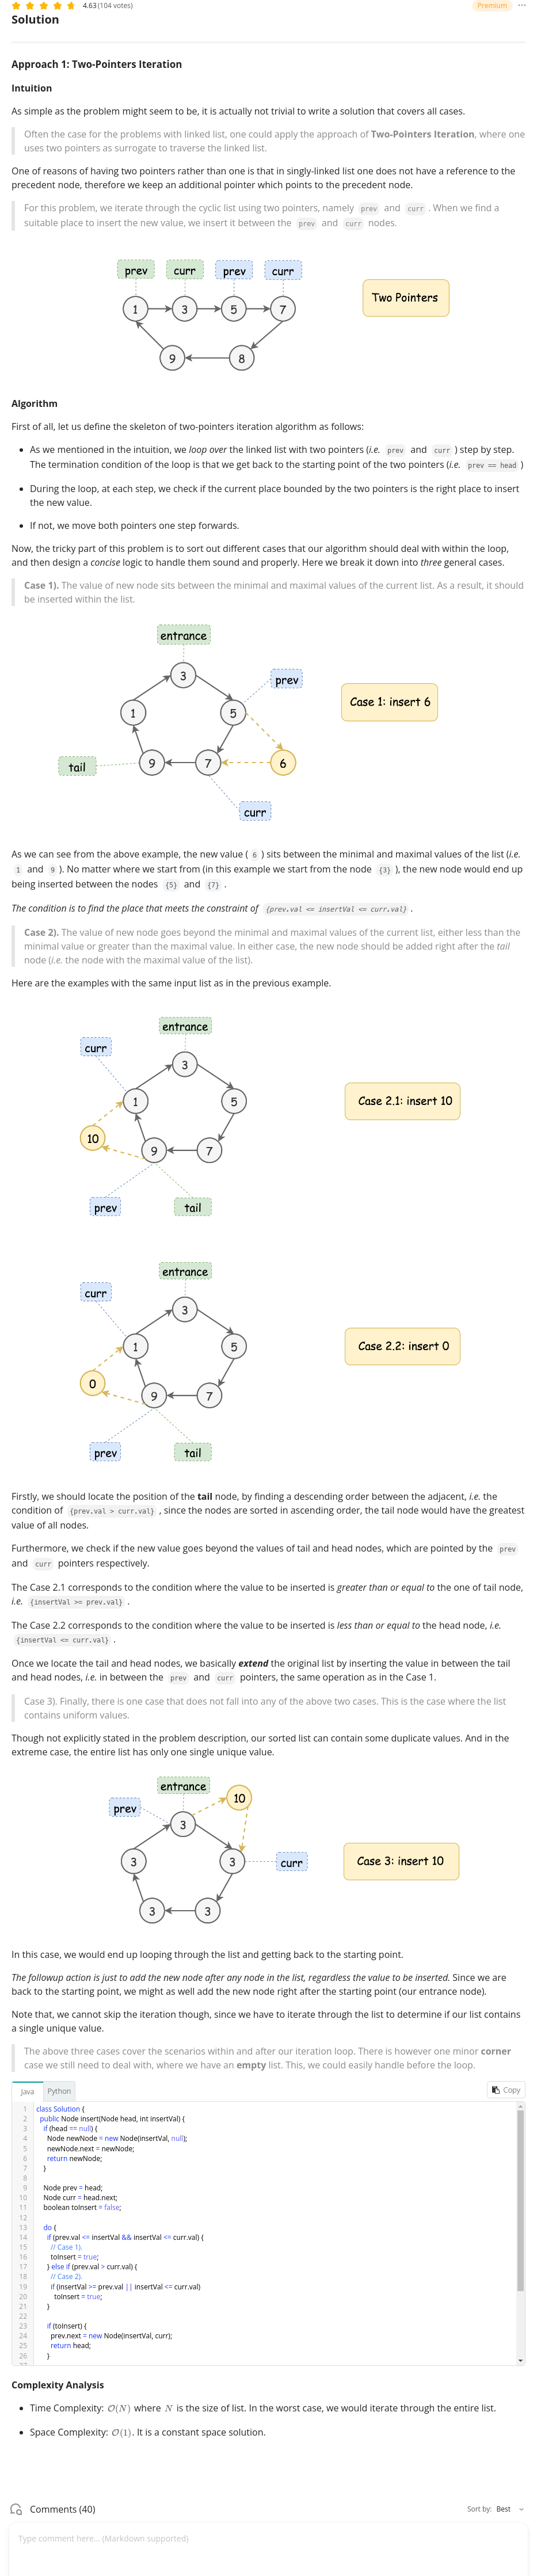 4.63 (104 votes)
Premium
Solution
Approach 1: Two-Pointers Iteration
Intuition
As simple as the problem might seem to be, it is actually not trivial to write a solution that covers all cases.
Often the case for the problems with linked list, one could apply the approach of Two-Pointers Iteration, where one
uses two pointers as surrogate to traverse the linked list.
One of reasons of having two pointers rather than one is that in singly-linked list one does not have a reference to the
precedent node, therefore we keep an additional pointer which points to the precedent node.
For this problem, we iterate through the cyclic list using two pointers, namely prev and curr . When we find a
suitable place to insert the new value, we insert it between the prev and curr nodes.
prev curr prev curr
1 3 5 7
Two Pointers
9 8
Algorithm
First of all, let us define the skeleton of two-pointers iteration algorithm as follows:
• As we mentioned in the intuition, we loop over the linked list with two pointers (i.e. prev and curr ) step by step.
The termination condition of the loop is that we get back to the starting point of the two pointers (i.e. prev == head )
• During the loop, at each step, we check if the current place bounded by the two pointers is the right place to insert
the new value.
• If not, we move both pointers one step forwards.
Now, the tricky part of this problem is to sort out different cases that our algorithm should deal with within the loop,
and then design a concise logic to handle them sound and properly. Here we break it down into three general cases.
Case 1). The value of new node sits between the minimal and maximal values of the current list. As a result, it should
be inserted within the list.
entrance
3
prev
1 5
Case 1: insert 6
tail
9 7 6
curr
As we can see from the above example, the new value ( 6 ) sits between the minimal and maximal values of the list (i.e.
1 and 9 ). No matter where we start from (in this example we start from the node {3} ), the new node would end up
being inserted between the nodes {5} and {7} .
The condition is to find the place that meets the constraint of {prev.val <= insertVal <= curr.val} .
Case 2). The value of new node goes beyond the minimal and maximal values of the current list, either less than the
minimal value or greater than the maximal value. In either case, the new node should be added right after the tail
node (i.e. the node with the maximal value of the list).
Here are the examples with the same input list as in the previous example.
entrance
curr
3
1 5
Case 2.1: insert 10
10
9 7
prev tail
entrance
curr
3
1 5
Case 2.2: insert 0
0
9 7
prev tail
Firstly, we should locate the position of the tail node, by finding a descending order between the adjacent, i.e. the
condition of {prev.val > curr.val} , since the nodes are sorted in ascending order, the tail node would have the greatest
value of all nodes.
Furthermore, we check if the new value goes beyond the values of tail and head nodes, which are pointed by the prev
and curr pointers respectively.
The Case 2.1 corresponds to the condition where the value to be inserted is greater than or equal to the one of tail node,
i.e. {insertVal >= prev.val} .
The Case 2.2 corresponds to the condition where the value to be inserted is less than or equal to the head node, i.e.
{insertVal <= curr.val} .
Once we locate the tail and head nodes, we basically extend the original list by inserting the value in between the tail
and head nodes, i.e. in between the prev and curr pointers, the same operation as in the Case 1.
Case 3). Finally, there is one case that does not fall into any of the above two cases. This is the case where the list
contains uniform values.
Though not explicitly stated in the problem description, our sorted list can contain some duplicate values. And in the
extreme case, the entire list has only one single unique value.
entrance
10
prev
3
3 3
curr
Case 3: insert 10
3 3
In this case, we would end up looping through the list and getting back to the starting point.
The followup action is just to add the new node after any node in the list, regardless the value to be inserted. Since we are
back to the starting point, we might as well add the new node right after the starting point (our entrance node).
Note that, we cannot skip the iteration though, since we have to iterate through the list to determine if our list contains
a single unique value.
The above three cases cover the scenarios within and after our iteration loop. There is however one minor corner
case we still need to deal with, where we have an empty list. This, we could easily handle before the loop.
Java Python Copy
1 class Solution {
2 public Node insert(Node head, int insertVal) {
3 if (head == null) {
4 Node newNode = new Node(insertVal, null);
5 newNode.next = newNode;
6 return newNode;
7 }
8
9 Node prev = head;
10 Node curr = head.next;
11 boolean toInsert = false;
12
13 do {
14 if (prev.val <= insertVal && insertVal <= curr.val) {
15 // Case 1).
16 toInsert = true;
17 } else if (prev.val > curr.val) {
18 // Case 2).
19 if (insertVal >= prev.val || insertVal <= curr.val)
20 toInsert = true;
21 }
22
23 if (toInsert) {
24 prev.next = new Node(insertVal, curr);
25 return head;
26 }
Complexity Analysis
• Time Complexity: O(N) where N is the size of list. In the worst case, we would iterate through the entire list.
• Space Complexity: O(1). It is a constant space solution.
Comments (40)
Sort by: Best
Type comment here... (Markdown supported)